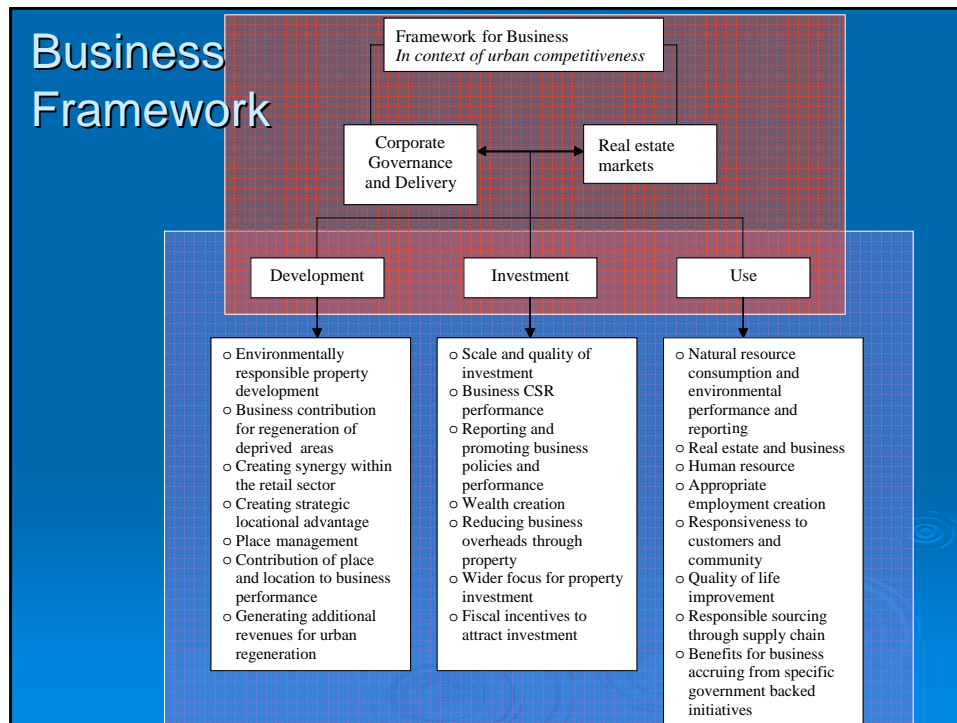 Business
Framework
Framework for Business
In context of urban competitiveness
Corporate
Governance
and Delivery
Real estate
markets
Development
Investment
Use
o Environmentally
responsible property
development
o Business contribution
for regeneration of
deprived areas
o Creating synergy within
the retail sector
o Creating strategic
locational advantage
o Place management
o Contribution of place
and location to business
performance
o Generating additional
revenues for urban
regeneration
o Scale and quality of
investment
o Business CSR
performance
o Reporting and
promoting business
policies and
performance
o Wealth creation
o Reducing business
overheads through
property
o Wider focus for property
investment
o Fiscal incentives to
attract investment
o Natural resource
consumption and
environmental
performance and
reporting
o Real estate and business
o Human resource
o Appropriate
employment creation
o Responsiveness to
customers and
community
o Quality of life
improvement
o Responsible sourcing
through supply chain
o Benefits for business
accruing from specific
government backed
initiatives